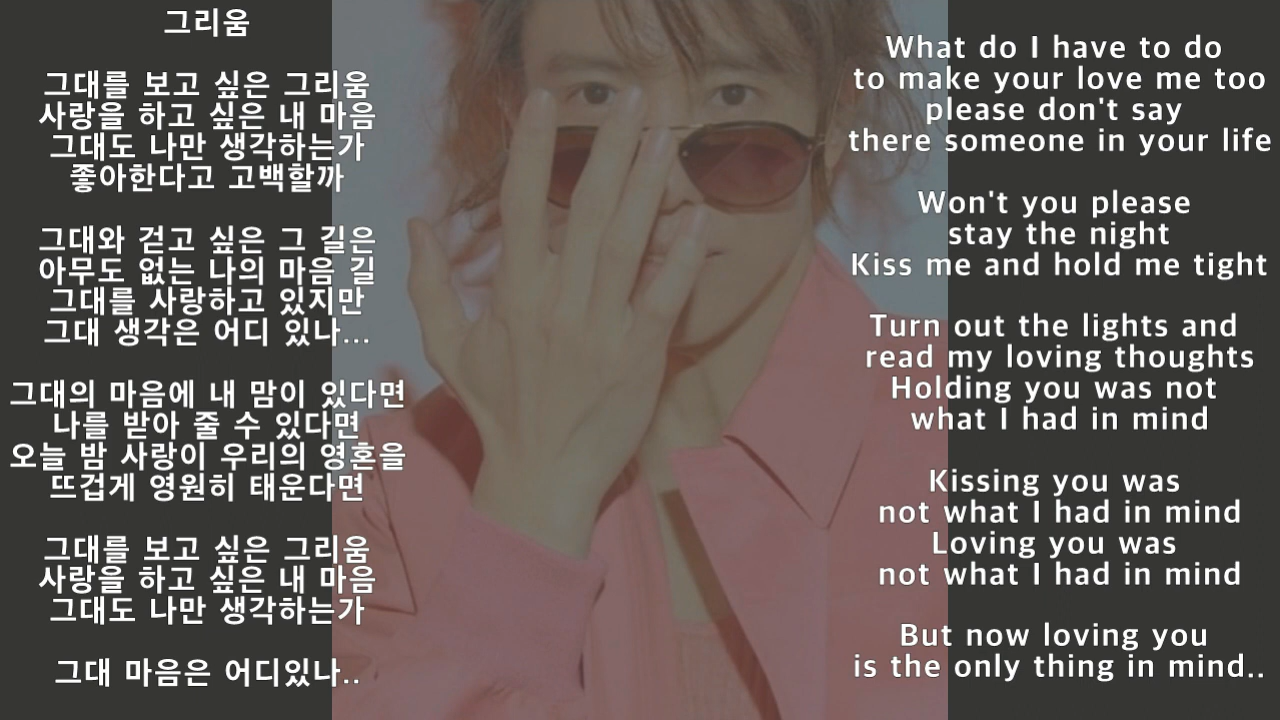 그리움
그대를 보고 싶은 그리움
사랑을 하고 싶은 내 마음
그대도 나만 생각하는가
좋아한다고 고백할까
그대와 걷고 싶은 그 길은
아무도 없는 나의 마음 길
그대를 사랑하고 있지만
그대 생각은 어디 있나...
그대의 마음에 내 맘이 있다면
나를 받아 줄 수 있다면
오늘 밤 사랑이 우리의 영혼을
뜨겁게 영원히 태운다면
그대를 보고 싶은 그리움
사랑을 하고 싶은 내 마음
그대도 나만 생각하는가
그대 마음은 어디있나..
What do I have to do
to make your love me too
please don't say
there someone in your life
Won't you please
stay the night
Kiss me and hold me tight
Turn out the lights and
read my loving thoughts
Holding you was not
what I had in mind
Kissing you was
not what I had in mind
Loving you was
not what I had in mind
But now loving you
is the only thing in mind..